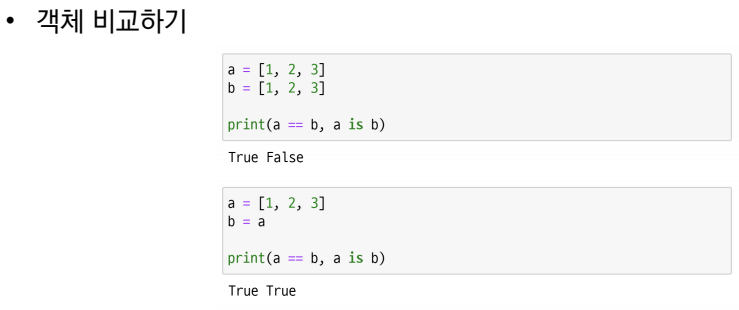 • 객체 비교하기
a = [1, 2, 3]
b = [1, 2, 3]
print(a == b, a is b)
True False
a = [1, 2, 3]
b = a
print(a == b, a is b)
True True